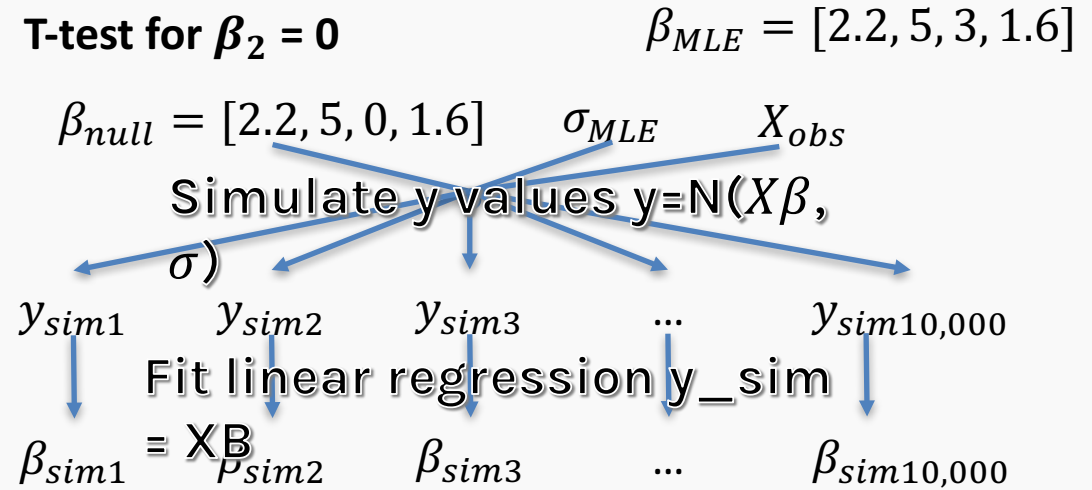 T-test for β₂ = 0
β_MLE = [2.2, 5, 3, 1.6]
β_null = [2.2, 5, 0, 1.6] σ_MLE X_obs
Simulate y values y=N(Xβ,
σ)
y_sim1 y_sim2 y_sim3 ... y_sim10,000
Fit linear regression y_sim
= XB
β_sim1 β_sim2 β_sim3 ... β_sim10,000